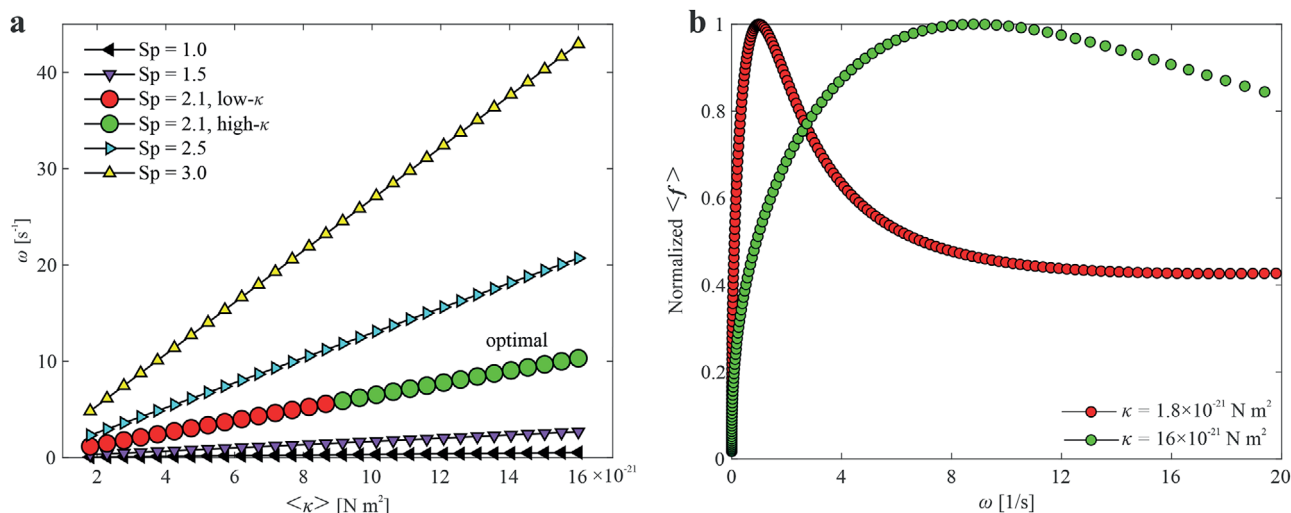 a
Sp = 1.0
Sp = 1.5
Sp = 2.1, low-κ
Sp = 2.1, high-κ
Sp = 2.5
Sp = 3.0
optimal
ω [s⁻¹]
40
30
20
10
0
2 4 6 8 10 12 14 16 ×10⁻²¹
<κ> [N m²]
b
Normalized <f>
1
0.8
0.6
0.4
0.2
0
κ = 1.8×10⁻²¹ N m²
κ = 16×10⁻²¹ N m²
0 4 8 12 16 20
ω [1/s]